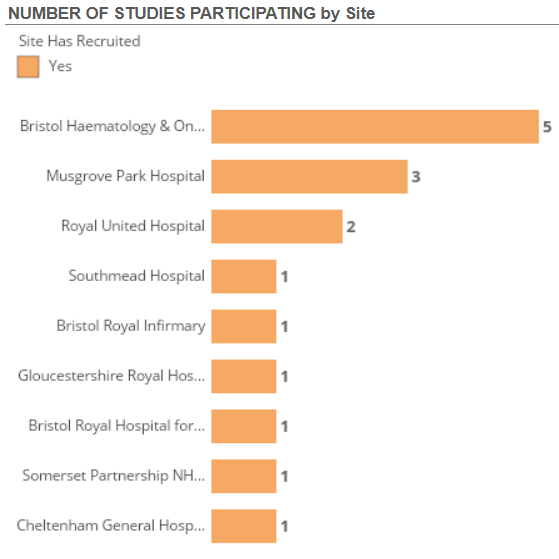 NUMBER OF STUDIES PARTICIPATING by Site
Site Has Recruited
Yes
Bristol Haematology & On... 5
Musgrove Park Hospital 3
Royal United Hospital 2
Southmead Hospital 1
Bristol Royal Infirmary 1
Gloucestershire Royal Hos... 1
Bristol Royal Hospital for... 1
Somerset Partnership NH... 1
Cheltenham General Hosp... 1